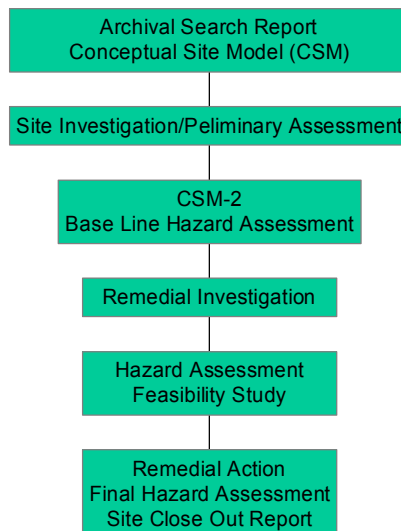 Archival Search Report
Conceptual Site Model (CSM)
Site Investigation/Peliminary Assessment
CSM-2
Base Line Hazard Assessment
Remedial Investigation
Hazard Assessment
Feasibility Study
Remedial Action
Final Hazard Assessment
Site Close Out Report